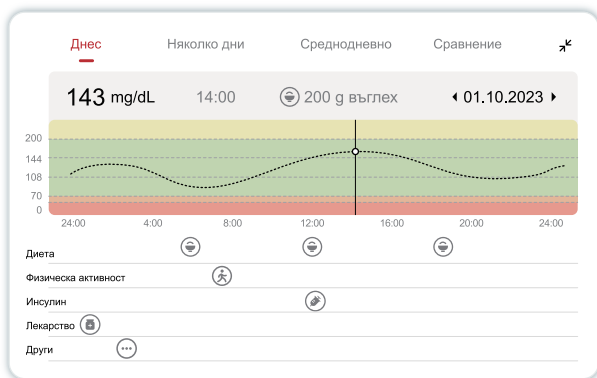 Днес Няколко дни Среднодневно Сравнение
143 mg/dL 14:00 200 g въглех 01.10.2023
200
144
108
70
0
24:00 4:00 8:00 12:00 16:00 20:00 24:00
Диета
Физическа активност
Инсулин
Лекарство
Други